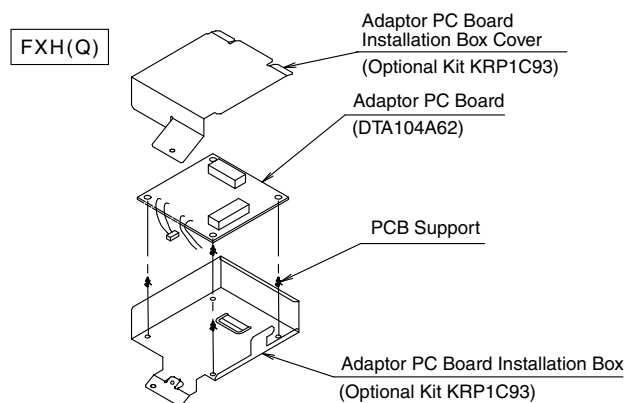 FXH(Q)
Adaptor PC Board
Installation Box Cover
(Optional Kit KRP1C93)
Adaptor PC Board
(DTA104A62)
PCB Support
Adaptor PC Board Installation Box
(Optional Kit KRP1C93)